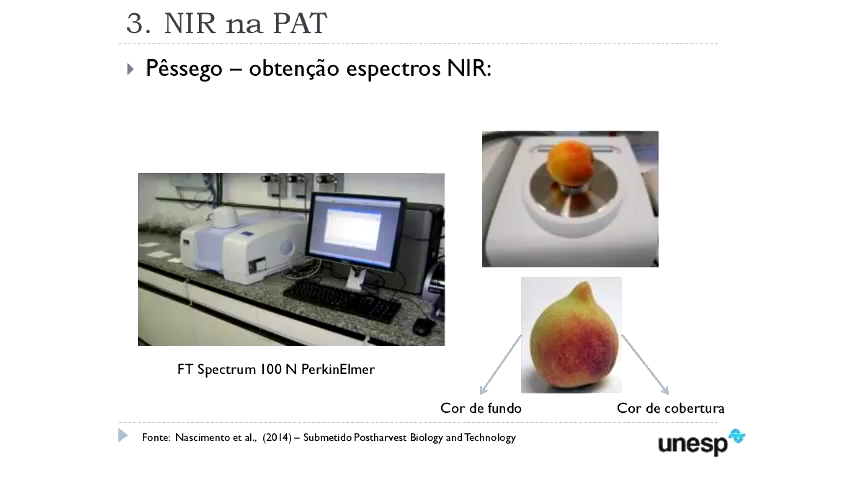 3. NIR na PAT
Pêssego – obtenção espectros NIR:
FT Spectrum 100 N PerkinElmer
Cor de fundo
Cor de cobertura
Fonte: Nascimento et al., (2014) – Submetido Postharvest Biology and Technology
unesp